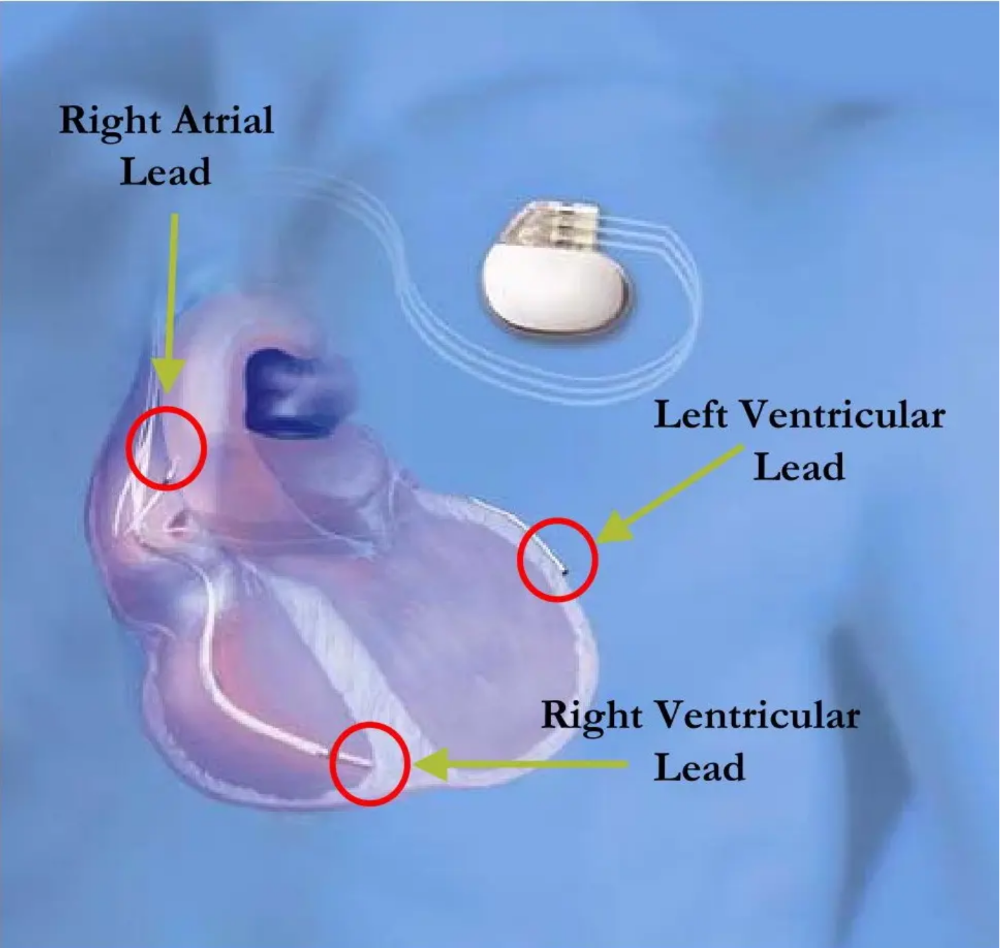 Right Atrial
Lead
Left Ventricular
Lead
Right Ventricular
Lead